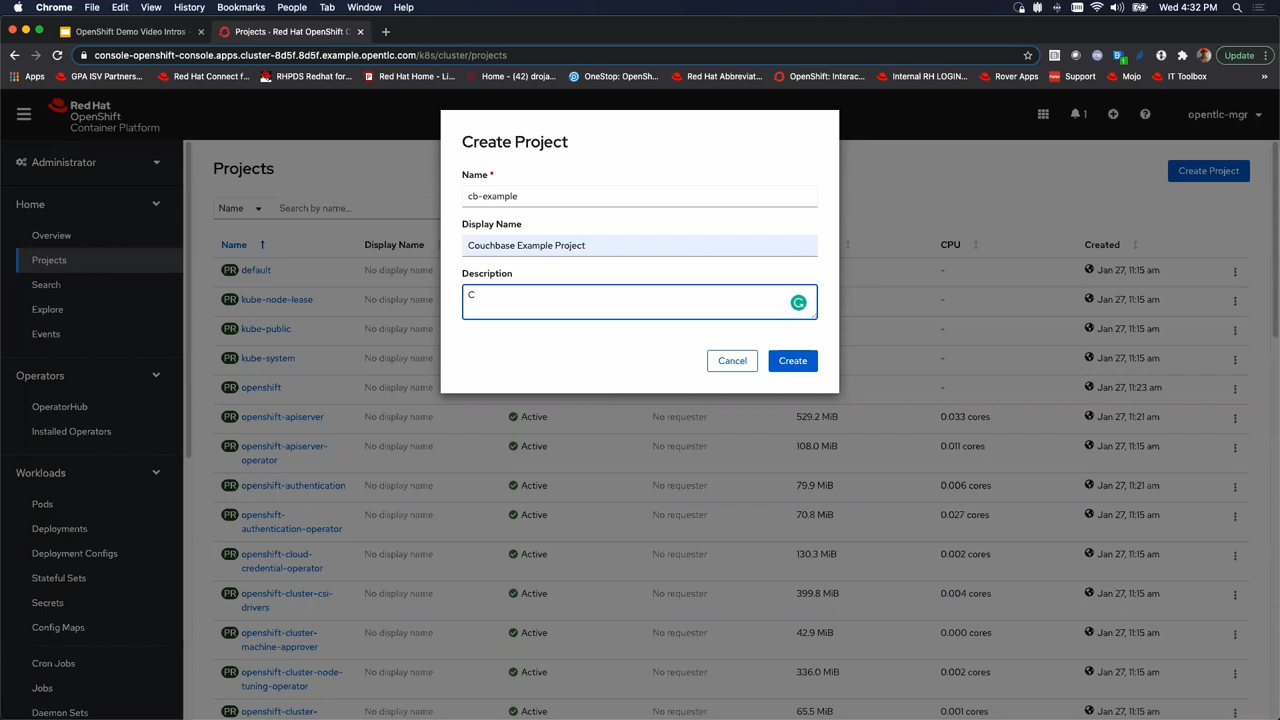 Chrome File Edit View History Bookmarks People Tab Window Help Wed 4:32 PM
OpenShift Demo Video Intros - Projects · Red Hat OpenShift C
console-openshift-console.apps.cluster-8d5f.8d5f.example.opentlc.com/k8s/cluster/projects Update
Apps GPA ISV Partners... Red Hat Connect f... RHPDS Redhat for... Red Hat Home - Li... Home - (42) droja... OneStop: OpenSh... Red Hat Abbreviat... OpenShift: Interac... Internal RH LOGIN... Rover Apps Support Mojo IT Toolbox
Red Hat
OpenShift
Container Platform
1 opentlc-mgr
Administrator
Home
Overview
Projects
Search
Explore
Events
Operators
OperatorHub
Installed Operators
Workloads
Pods
Deployments
Deployment Configs
Stateful Sets
Secrets
Config Maps
Cron Jobs
Jobs
Daemon Sets
Projects Create Project
Name Search by name...
Name Display Name CPU Created
PR default No display name - Jan 27, 11:15 am
PR kube-node-lease No display name - Jan 27, 11:15 am
PR kube-public No display name - Jan 27, 11:15 am
PR kube-system No display name - Jan 27, 11:15 am
PR openshift No display name - Jan 27, 11:23 am
PR openshift-apiserver No display name Active No requester 529.2 MiB 0.033 cores Jan 27, 11:21 am
PR openshift-apiserver- No display name Active No requester 108.0 MiB 0.011 cores Jan 27, 11:15 am
operator
PR openshift-authentication No display name Active No requester 79.9 MiB 0.006 cores Jan 27, 11:21 am
PR openshift- No display name Active No requester 70.8 MiB 0.027 cores Jan 27, 11:15 am
authentication-operator
PR openshift-cloud- No display name Active No requester 130.3 MiB 0.002 cores Jan 27, 11:15 am
credential-operator
PR openshift-cluster-csi- No display name Active No requester 399.8 MiB 0.004 cores Jan 27, 11:15 am
drivers
PR openshift-cluster- No display name Active No requester 42.9 MiB 0.000 cores Jan 27, 11:15 am
machine-approver
PR openshift-cluster-node- No display name Active No requester 336.0 MiB 0.002 cores Jan 27, 11:15 am
tuning-operator
PR openshift-cluster- No display name Active No requester 65.5 MiB 0.001 cores Jan 27, 11:15 am
Create Project
Name *
cb-example
Display Name
Couchbase Example Project
Description
C
Cancel Create